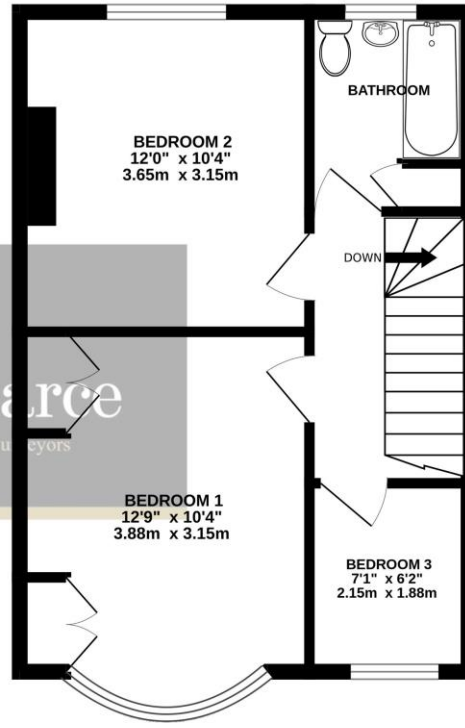 BATHROOM
BEDROOM 2
12'0" x 10'4"
3.65m x 3.15m
DOWN
arce
veyors
BEDROOM 1
12'9" x 10'4"
3.88m x 3.15m
BEDROOM 3
7'1" x 6'2"
2.15m x 1.88m